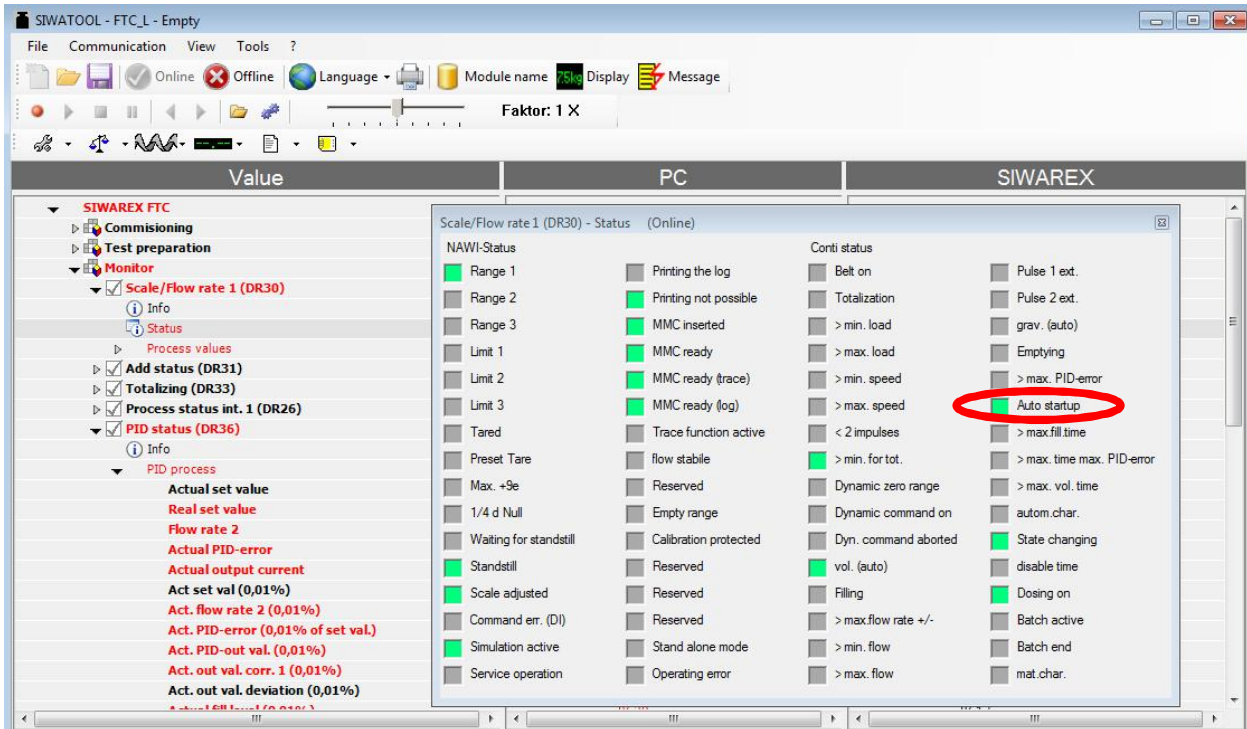 SIWATOOL - FTC_L - Empty
File Communication View Tools ?
Online Offline Language Module name 75kg Display Message
Faktor: 1 X
Value PC SIWAREX
SIWAREX FTC
Commisioning
Test preparation
Monitor
Scale/Flow rate 1 (DR30)
Info
Status
Process values
Add status (DR31)
Totalizing (DR33)
Process status int. 1 (DR26)
PID status (DR36)
Info
PID process
Actual set value
Real set value
Flow rate 2
Actual PID-error
Actual output current
Act set val (0,01%)
Act. flow rate 2 (0,01%)
Act. PID-error (0,01% of set val.)
Act. PID-out val. (0,01%)
Act. out val. corr. 1 (0,01%)
Act. out val. deviation (0,01%)
Scale/Flow rate 1 (DR30) - Status (Online)
NAWI-Status Conti status
Range 1 Printing the log Belt on Pulse 1 ext.
Range 2 Printing not possible Totalization Pulse 2 ext.
Range 3 MMC inserted > min. load grav. (auto)
Limit 1 MMC ready > max. load Emptying
Limit 2 MMC ready (trace) > min. speed > max. PID-error
Limit 3 MMC ready (log) > max. speed Auto startup
Tared Trace function active < 2 impulses > max.fill.time
Preset Tare flow stabile > min. for tot. > max. time max. PID-error
Max. +9e Reserved Dynamic zero range > max. vol. time
1/4 d Null Empty range Dynamic command on autom.char.
Waiting for standstill Calibration protected Dyn. command aborted State changing
Standstill Reserved vol. (auto) disable time
Scale adjusted Reserved Filling Dosing on
Command err. (DI) Reserved > max.flow rate +/- Batch active
Simulation active Stand alone mode > min. flow Batch end
Service operation Operating error > max. flow mat.char.